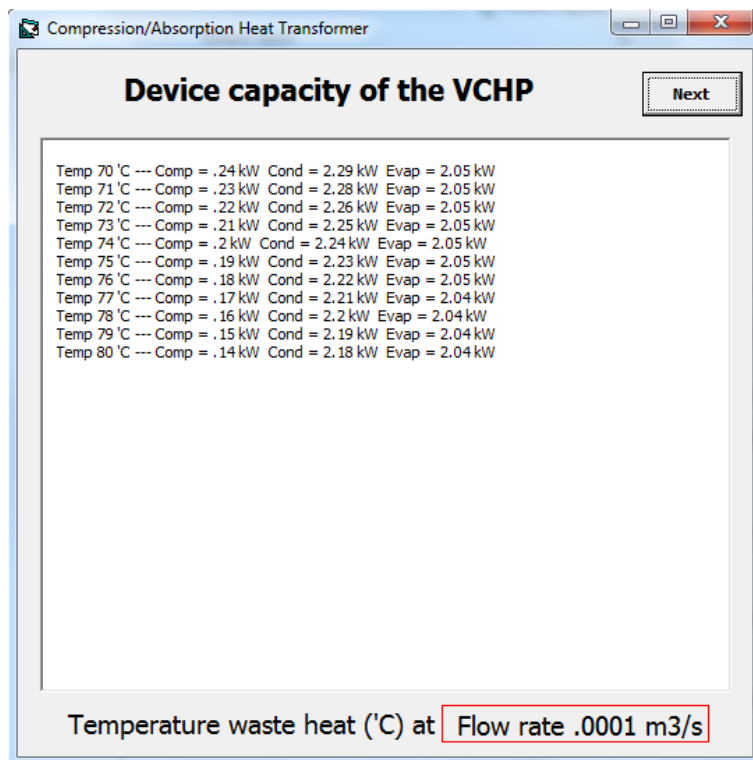 Compression/Absorption Heat Transformer
Device capacity of the VCHP
Next
Temp 70 'C --- Comp = .24 kW Cond = 2.29 kW Evap = 2.05 kW
Temp 71 'C --- Comp = .23 kW Cond = 2.28 kW Evap = 2.05 kW
Temp 72 'C --- Comp = .22 kW Cond = 2.26 kW Evap = 2.05 kW
Temp 73 'C --- Comp = .21 kW Cond = 2.25 kW Evap = 2.05 kW
Temp 74 'C --- Comp = .2 kW Cond = 2.24 kW Evap = 2.05 kW
Temp 75 'C --- Comp = .19 kW Cond = 2.23 kW Evap = 2.05 kW
Temp 76 'C --- Comp = .18 kW Cond = 2.22 kW Evap = 2.05 kW
Temp 77 'C --- Comp = .17 kW Cond = 2.21 kW Evap = 2.04 kW
Temp 78 'C --- Comp = .16 kW Cond = 2.2 kW Evap = 2.04 kW
Temp 79 'C --- Comp = .15 kW Cond = 2.19 kW Evap = 2.04 kW
Temp 80 'C --- Comp = .14 kW Cond = 2.18 kW Evap = 2.04 kW
Temperature waste heat ('C) at Flow rate .0001 m3/s